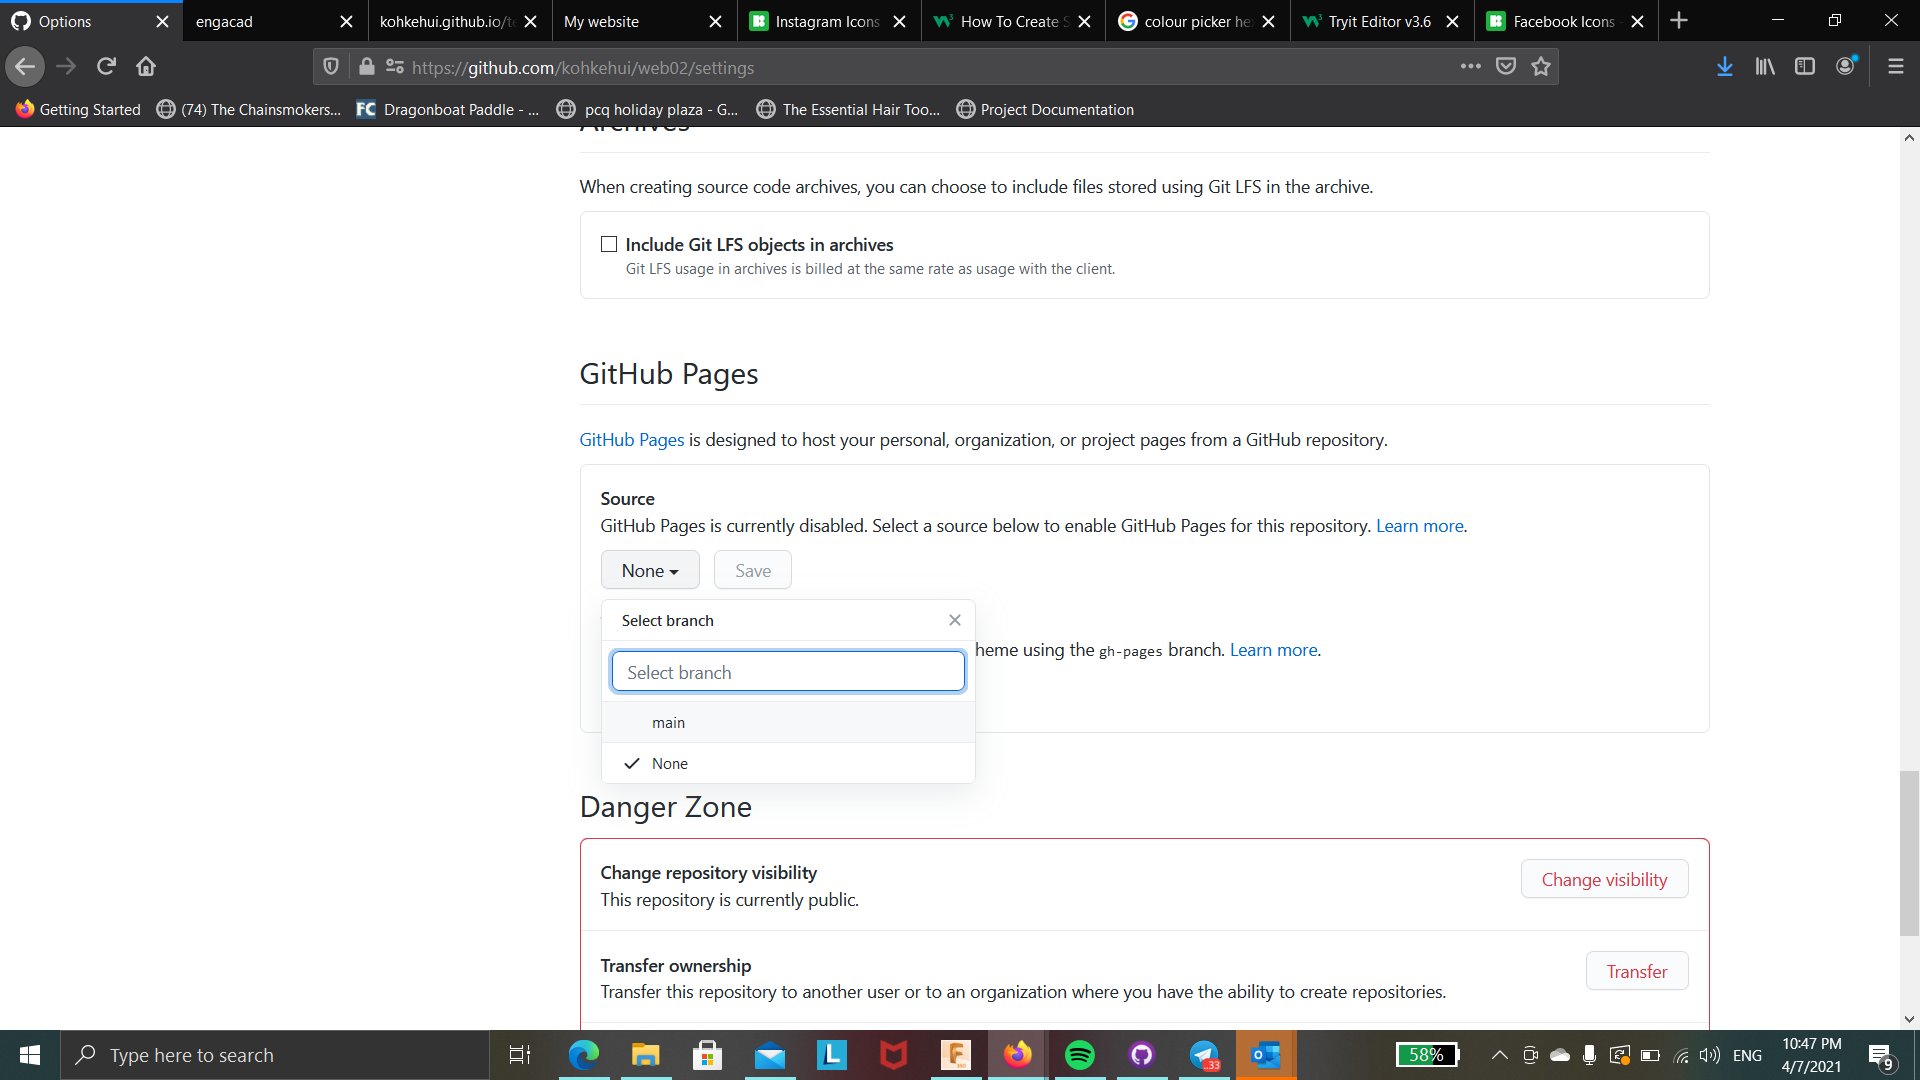 Options
engacad
kohkehui.github.io/te
My website
Instagram Icons
How To Create S
colour picker he
Tryit Editor v3.6
Facebook Icons -
https://github.com/kohkehui/web02/settings
Getting Started
(74) The Chainsmokers...
FC
Dragonboat Paddle - ...
pcq holiday plaza - G...
The Essential Hair Too...
Project Documentation
Archives
When creating source code archives, you can choose to include files stored using Git LFS in the archive.
Include Git LFS objects in archives
Git LFS usage in archives is billed at the same rate as usage with the client.
GitHub Pages
GitHub Pages is designed to host your personal, organization, or project pages from a GitHub repository.
Source
GitHub Pages is currently disabled. Select a source below to enable GitHub Pages for this repository. Learn more.
None
Save
Select branch
heme using the gh-pages branch. Learn more.
Select branch
main
None
Danger Zone
Change repository visibility
This repository is currently public.
Change visibility
Transfer ownership
Transfer this repository to another user or to an organization where you have the ability to create repositories.
Transfer
Type here to search
58%
ENG
10:47 PM
4/7/2021
9
..33